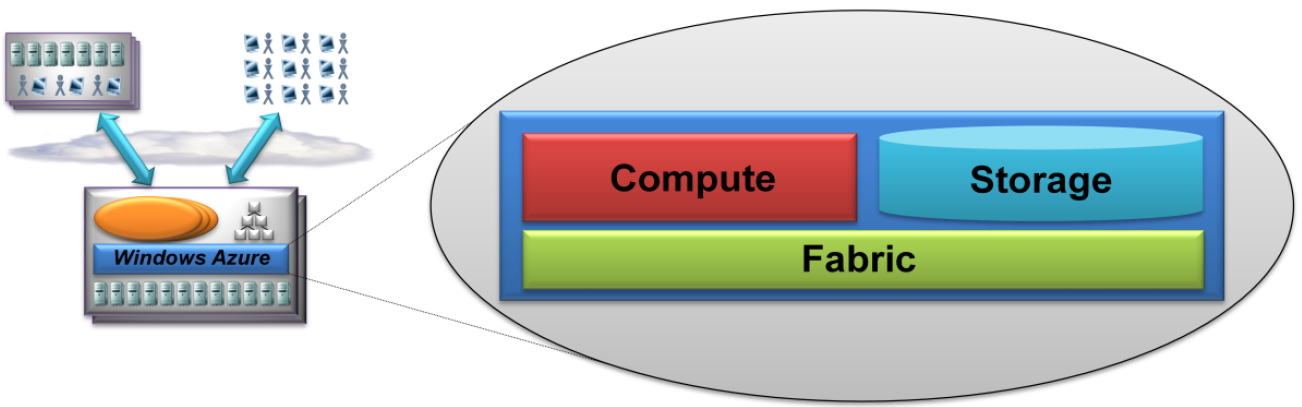 Windows Azure
Compute
Storage
Fabric